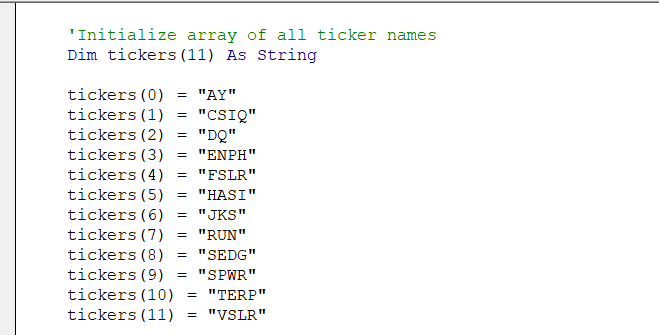 'Initialize array of all ticker names
Dim tickers(11) As String
tickers(0) = "AY"
tickers(1) = "CSIQ"
tickers(2) = "DQ"
tickers(3) = "ENPH"
tickers(4) = "FSLR"
tickers(5) = "HASI"
tickers(6) = "JKS"
tickers(7) = "RUN"
tickers(8) = "SEDG"
tickers(9) = "SPWR"
tickers(10) = "TERP"
tickers(11) = "VSLR"